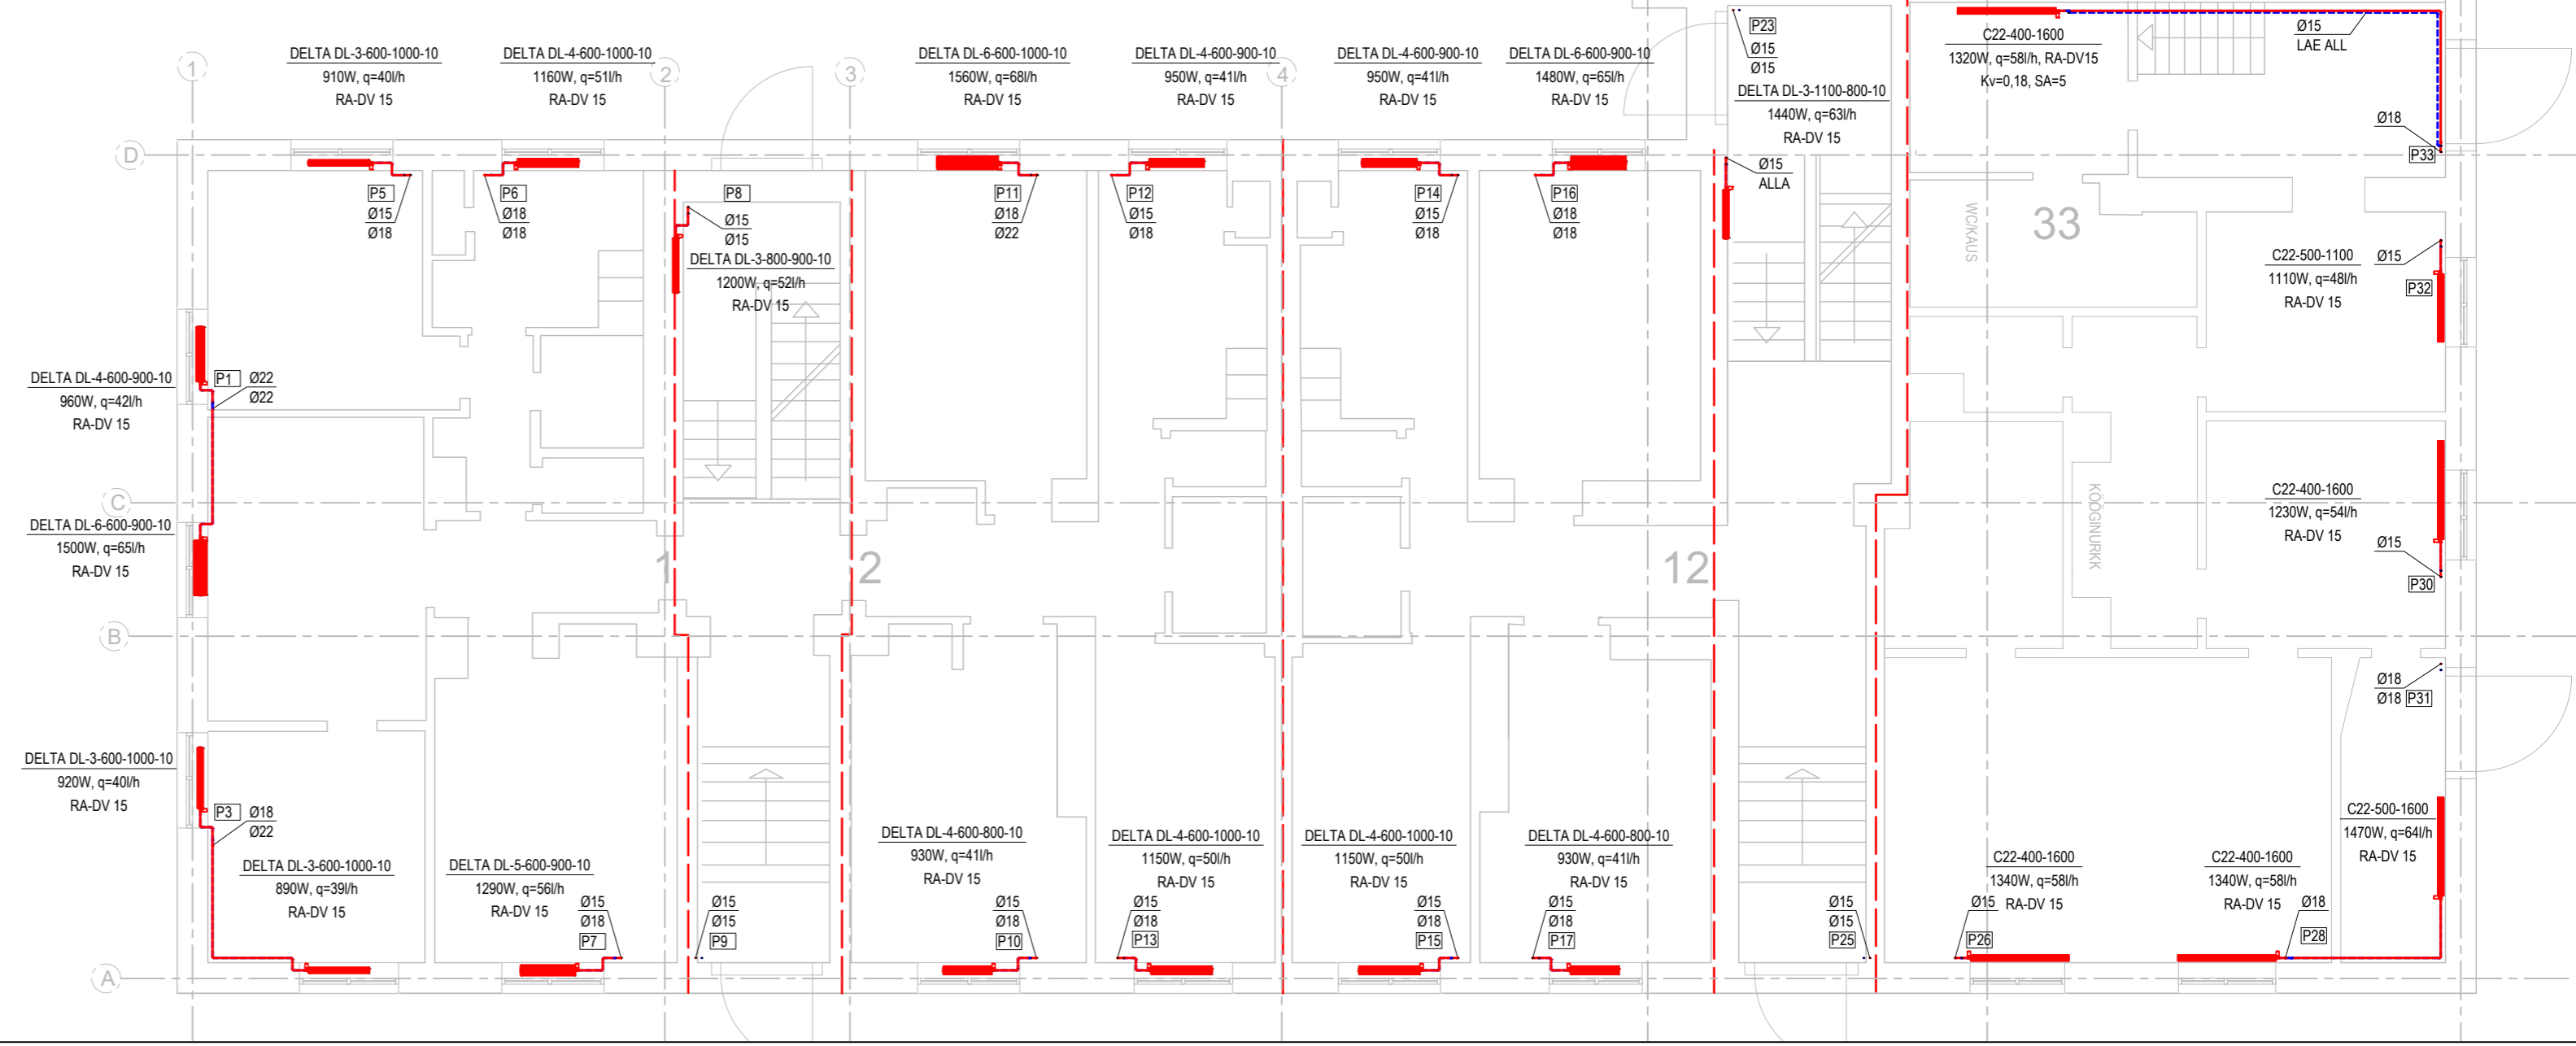 1
DELTA DL-3-600-1000-10
910W, q=40l/h
RA-DV 15
DELTA DL-4-600-1000-10
1160W, q=51l/h
RA-DV 15
2
3
DELTA DL-6-600-1000-10
1560W, q=68l/h
RA-DV 15
DELTA DL-4-600-900-10
950W, q=41l/h
RA-DV 15
4
DELTA DL-4-600-900-10
950W, q=41l/h
RA-DV 15
DELTA DL-6-600-900-10
1480W, q=65l/h
RA-DV 15
P23
Ø15
Ø15
DELTA DL-3-1100-800-10
1440W, q=63l/h
RA-DV 15
C22-400-1600
1320W, q=58l/h, RA-DV15
Kv=0,18, SA=5
Ø15
LAE ALL
Ø18
P33
D
P5
Ø15
Ø18
P6
Ø18
Ø18
P8
Ø15
Ø15
DELTA DL-3-800-900-10
1200W, q=52l/h
RA-DV 15
P11
Ø18
Ø22
P12
Ø15
Ø18
P14
Ø15
Ø18
P16
Ø18
Ø18
Ø15
ALLA
WC/KAUS
33
C22-500-1100
1110W, q=48l/h
RA-DV 15
Ø15
P32
DELTA DL-4-600-900-10
960W, q=42l/h
RA-DV 15
P1
Ø22
Ø22
C
DELTA DL-6-600-900-10
1500W, q=65l/h
RA-DV 15
1
2
12
KÖÖGINURKK
C22-400-1600
1230W, q=54l/h
RA-DV 15
Ø15
P30
B
Ø18
Ø18
P31
DELTA DL-3-600-1000-10
920W, q=40l/h
RA-DV 15
P3
Ø18
Ø22
DELTA DL-3-600-1000-10
890W, q=39l/h
RA-DV 15
DELTA DL-5-600-900-10
1290W, q=56l/h
RA-DV 15
Ø15
Ø18
P7
Ø15
Ø15
P9
DELTA DL-4-600-800-10
930W, q=41l/h
RA-DV 15
Ø15
Ø18
P10
DELTA DL-4-600-1000-10
1150W, q=50l/h
RA-DV 15
Ø15
Ø18
P13
DELTA DL-4-600-1000-10
1150W, q=50l/h
RA-DV 15
Ø15
Ø18
P15
DELTA DL-4-600-800-10
930W, q=41l/h
RA-DV 15
Ø15
Ø18
P17
Ø15
Ø15
P25
C22-400-1600
1340W, q=58l/h
RA-DV 15
Ø15
P26
C22-400-1600
1340W, q=58l/h
RA-DV 15
Ø18
P28
C22-500-1600
1470W, q=64l/h
RA-DV 15
A